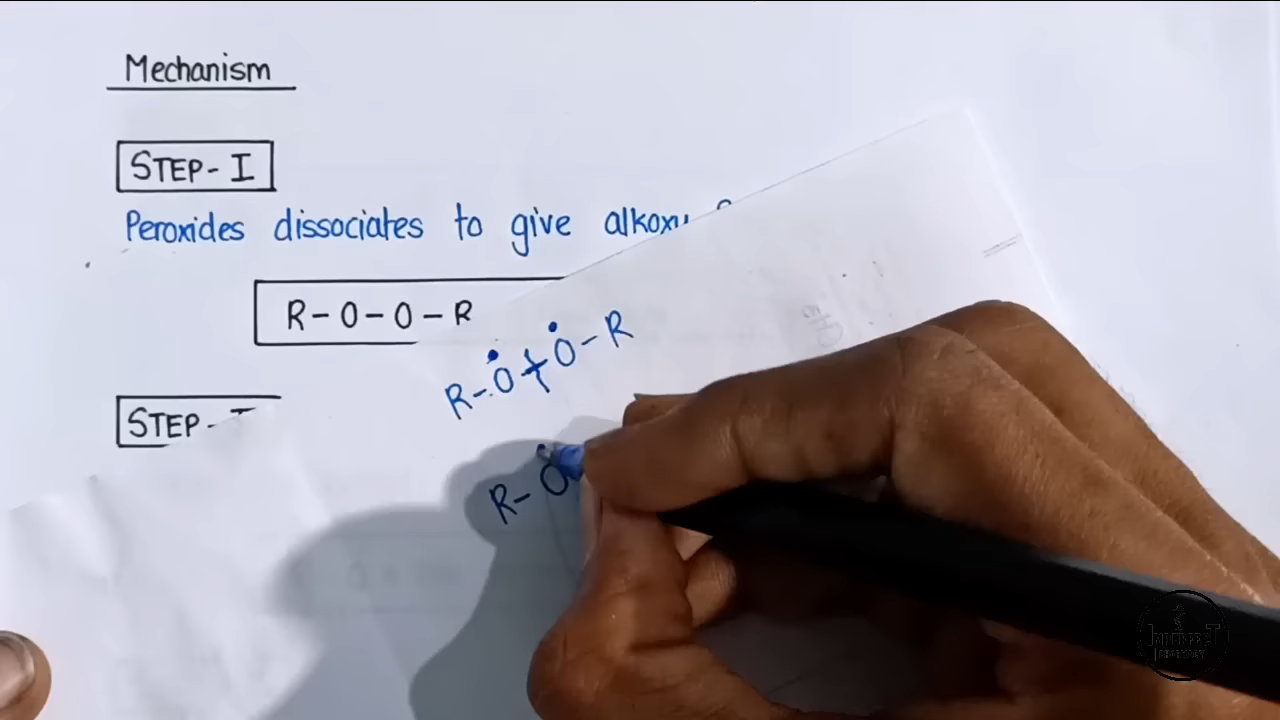 Mechanism
STEP-I
Peroxides dissociates to give alkoxy
R-O-O-R
R-O+O-R
STEP-
R-O